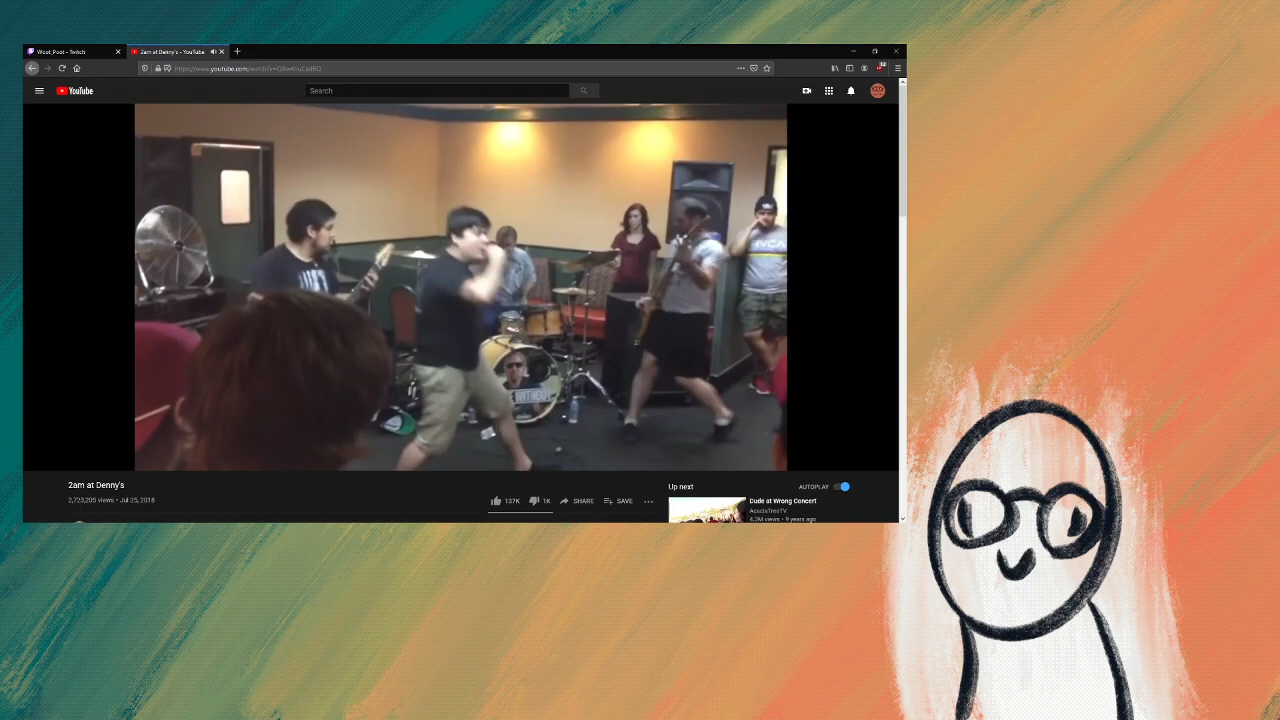 Woot_Poot - Twitch
2am at Denny's - YouTube
YouTube
Search
RVCA
2am at Denny's
2,723,205 views • Jul 25, 2018
137K
1K
SHARE
SAVE
Up next
AUTOPLAY
Dude at Wrong Concert
AcaciaTreeTV
4.3M views • 9 years ago